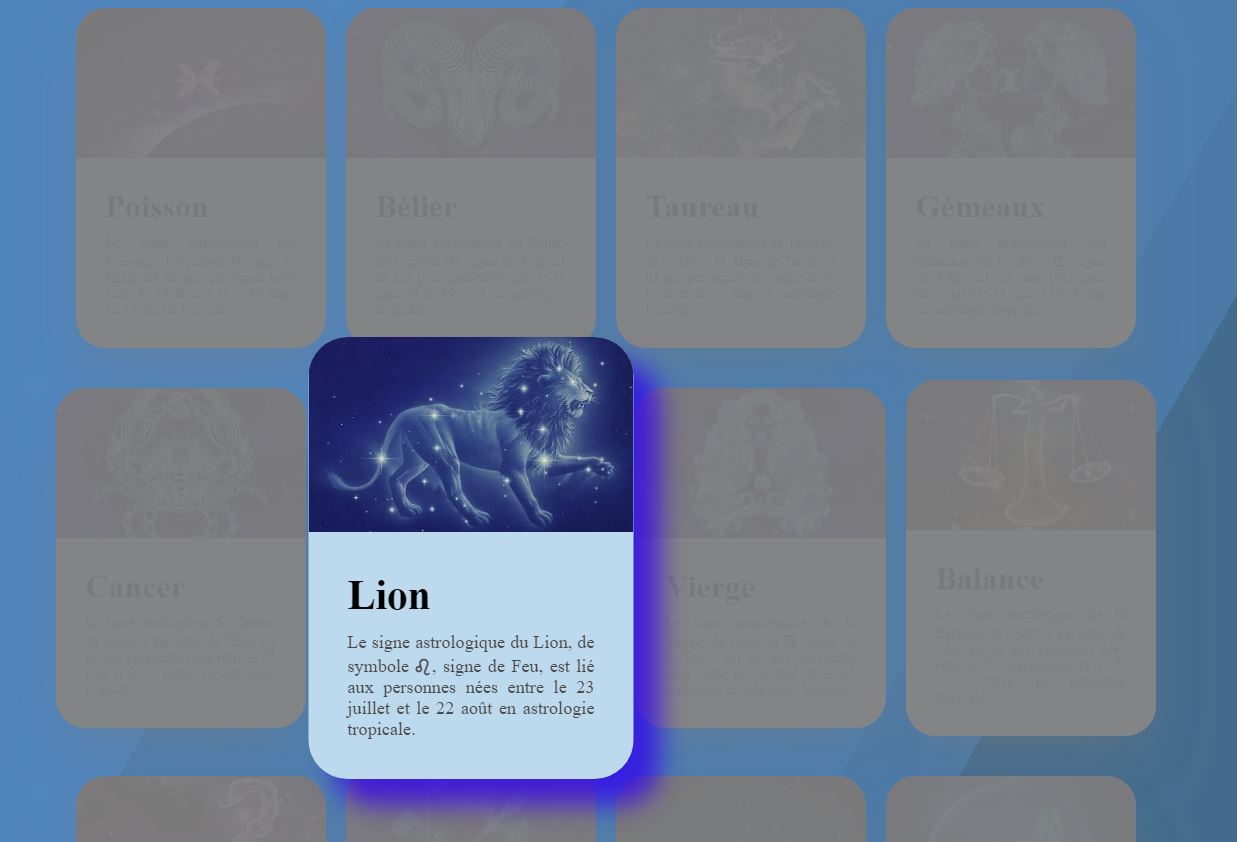 Poisson
Le signe astrologique des
Poissons, de symbole ♓, signe de
l'Eau, est lié aux personnes nées
entre le 19 février et le 20 mars
en astrologie tropicale.
Bélier
Le signe astrologique du Bélier,
de symbole ♈, signe du Feu, est
lié aux personnes nées entre le 21
mars et le 19 avril en astrologie
tropicale.
Taureau
Le signe astrologique du Taureau,
de symbole ♉, signe de Terre, est
lié aux personnes nées entre le 20
avril et le 20 mai en astrologie
tropicale.
Gémeaux
Le signe astrologique des
Gémeaux, de symbole ♊, signe
de l'Air, est lié aux personnes
nées entre le 21 mai et le 21 juin
en astrologie tropicale.
Cancer
Le signe astrologique du Cancer,
de symbole ♋, signe de l'Eau, est
lié aux personnes nées entre le 21
juin et le 22 juillet en astrologie
tropicale.
Lion
Le signe astrologique du Lion, de
symbole ♌, signe de Feu, est lié
aux personnes nées entre le 23
juillet et le 22 août en astrologie
tropicale.
Vierge
signe astrologique de la
Vierge, de symbole ♍, signe de
Terre, est lié aux personnes
nées entre le 23 août et le 22
septembre en astrologie tropicale.
Balance
Le signe astrologique de la
Balance, de symbole ♎, signe de
l'Air, est lié aux personnes nées
entre le septembre et le
23 octobre en astrologie
tropicale.